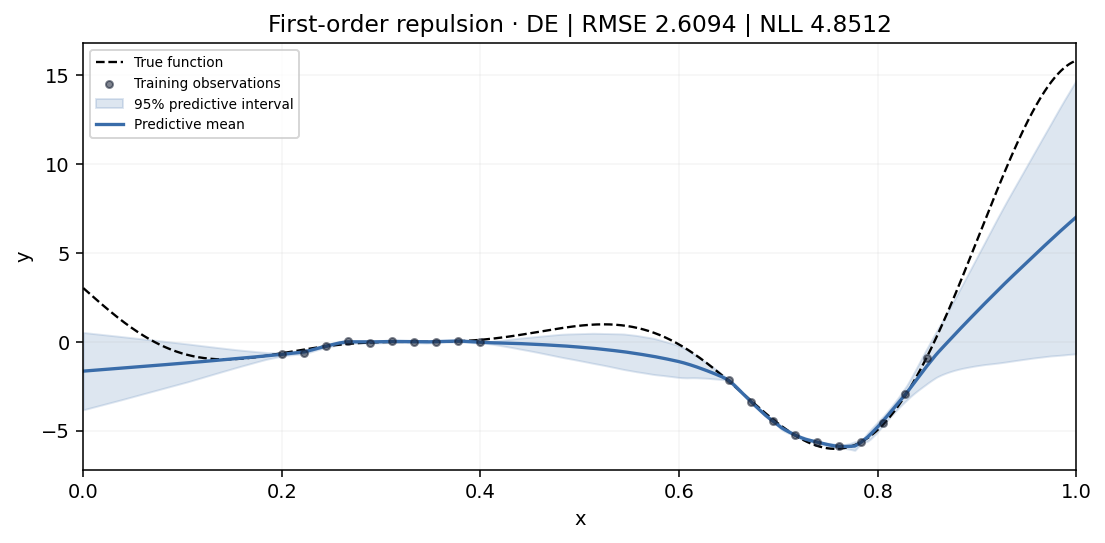 First-order repulsion · DE | RMSE 2.6094 | NLL 4.8512
True function
Training observations
95% predictive interval
Predictive mean
15
10
5
0
−5
y
0.0 0.2 0.4 0.6 0.8 1.0
x